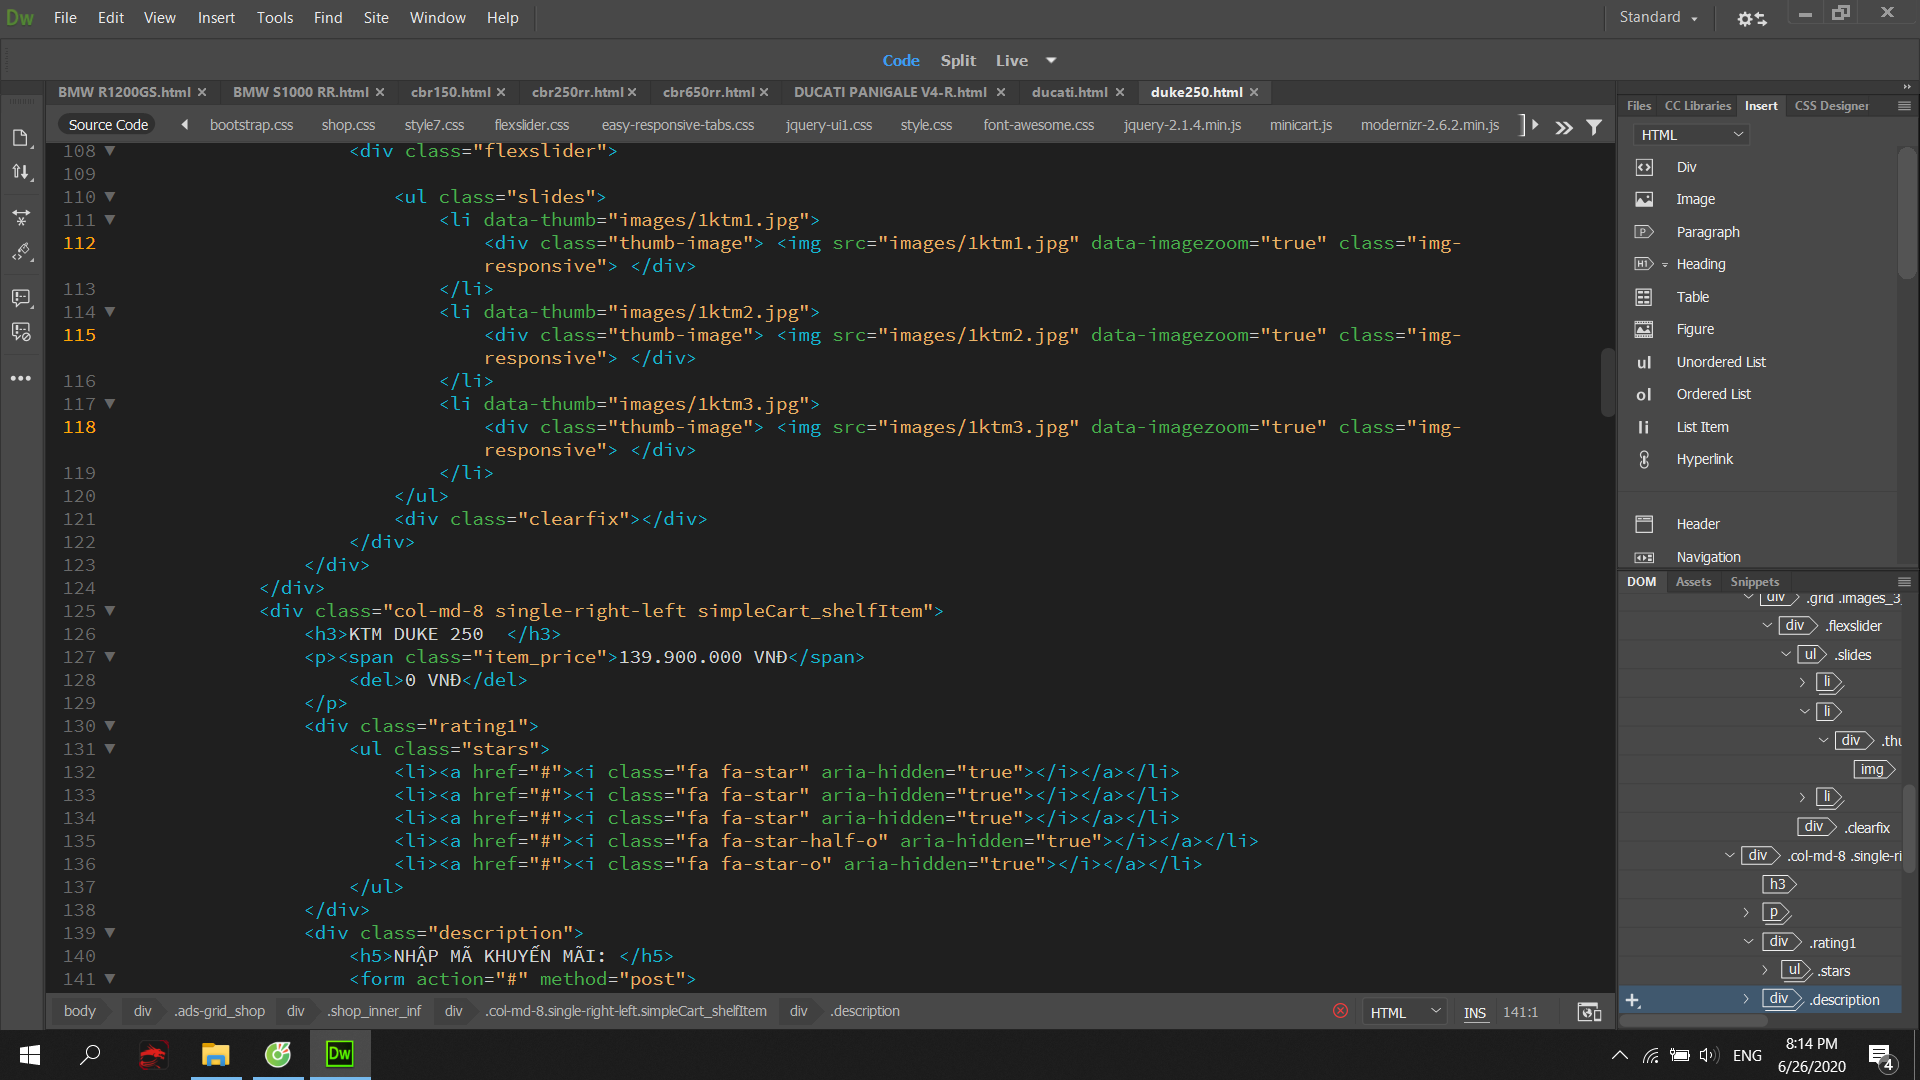 Dw File Edit View Insert Tools Find Site Window Help Standard
Code Split Live
BMW R1200GS.html BMW S1000 RR.html cbr150.html cbr250rr.html cbr650rr.html DUCATI PANIGALE V4-R.html ducati.html duke250.html
Source Code bootstrap.css shop.css style7.css flexslider.css easy-responsive-tabs.css jquery-ui1.css style.css font-awesome.css jquery-2.1.4.min.js minicart.js modernizr-2.6.2.min.js
108 <div class="flexslider">
109
110 <ul class="slides">
111 <li data-thumb="images/1ktm1.jpg">
112 <div class="thumb-image"> <img src="images/1ktm1.jpg" data-imagezoom="true" class="img-
responsive"> </div>
113 </li>
114 <li data-thumb="images/1ktm2.jpg">
115 <div class="thumb-image"> <img src="images/1ktm2.jpg" data-imagezoom="true" class="img-
responsive"> </div>
116 </li>
117 <li data-thumb="images/1ktm3.jpg">
118 <div class="thumb-image"> <img src="images/1ktm3.jpg" data-imagezoom="true" class="img-
responsive"> </div>
119 </li>
120 </ul>
121 <div class="clearfix"></div>
122 </div>
123 </div>
124 </div>
125 <div class="col-md-8 single-right-left simpleCart_shelfItem">
126 <h3>KTM DUKE 250  </h3>
127 <p><span class="item_price">139.900.000 VNĐ</span>
128 <del>0 VNĐ</del>
129 </p>
130 <div class="rating1">
131 <ul class="stars">
132 <li><a href="#"><i class="fa fa-star" aria-hidden="true"></i></a></li>
133 <li><a href="#"><i class="fa fa-star" aria-hidden="true"></i></a></li>
134 <li><a href="#"><i class="fa fa-star" aria-hidden="true"></i></a></li>
135 <li><a href="#"><i class="fa fa-star-half-o" aria-hidden="true"></i></a></li>
136 <li><a href="#"><i class="fa fa-star-o" aria-hidden="true"></i></a></li>
137 </ul>
138 </div>
139 <div class="description">
140 <h5>NHẬP MÃ KHUYẾN MÃI: </h5>
141 <form action="#" method="post">
body div .ads-grid_shop div .shop_inner_inf div .col-md-8.single-right-left.simpleCart_shelfItem div .description HTML INS 141:1
Files CC Libraries Insert CSS Designer
HTML
Div
Image
Paragraph
Heading
Table
Figure
ul Unordered List
ol Ordered List
li List Item
Hyperlink
Header
Navigation
DOM Assets Snippets
div .grid .images_3_
div .flexslider
ul .slides
li
li
div .thu
img
li
div .clearfix
div .col-md-8 .single-ri
h3
p
div .rating1
ul .stars
div .description
Dw ENG 8:14 PM
6/26/2020
4